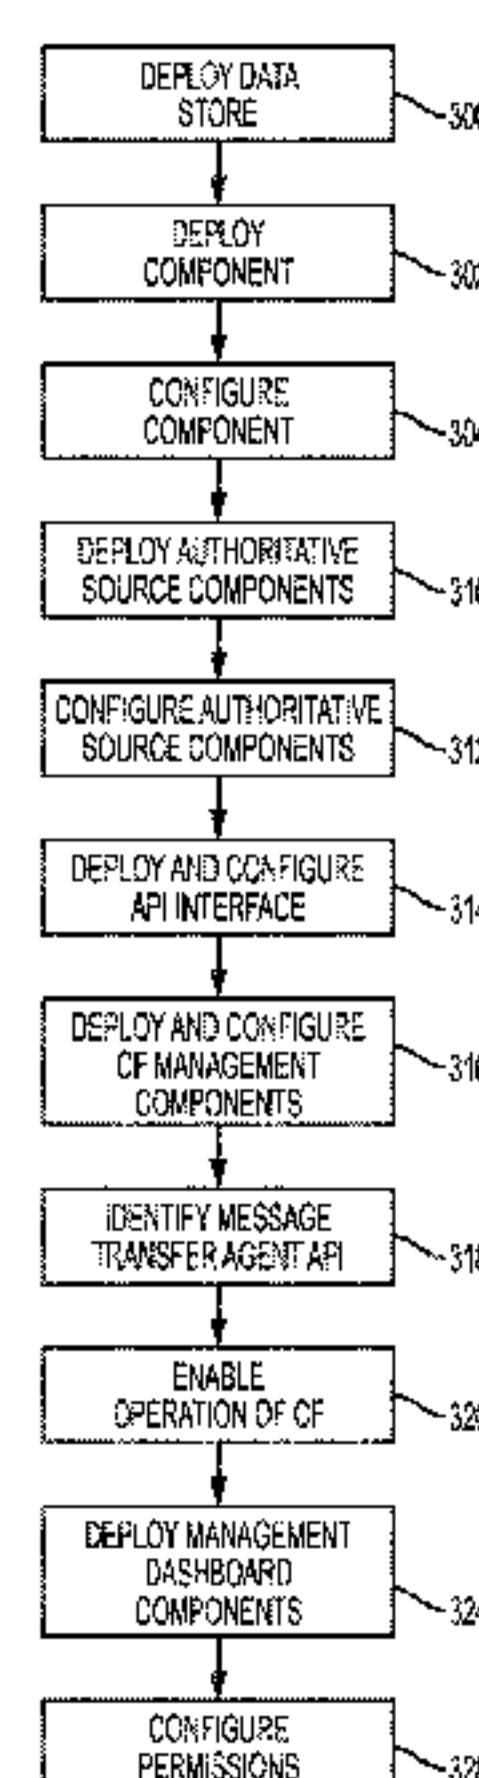 DEPLOY DATA
STORE
DEPLOY
COMPONENT
302
CONFIGURE
COMPONENT
304
DEPLOY AUTHORITATIVE
SOURCE COMPONENTS
CONFIGURE AUTHORITATIVE
SOURCE COMPONENTS
312
DEPLOY AND CONFIGURE
API INTERFACE
314
DEPLOY AND CONFIGURE
CF MANAGEMENT
COMPONENTS
IDENTIFY MESSAGE
TRANSFER AGENT API
318
ENABLE
OPERATION OF CF
DEPLOY MANAGEMENT
DASHBOARD
COMPONENTS
324
CONFIGURE
PERMISSIONS